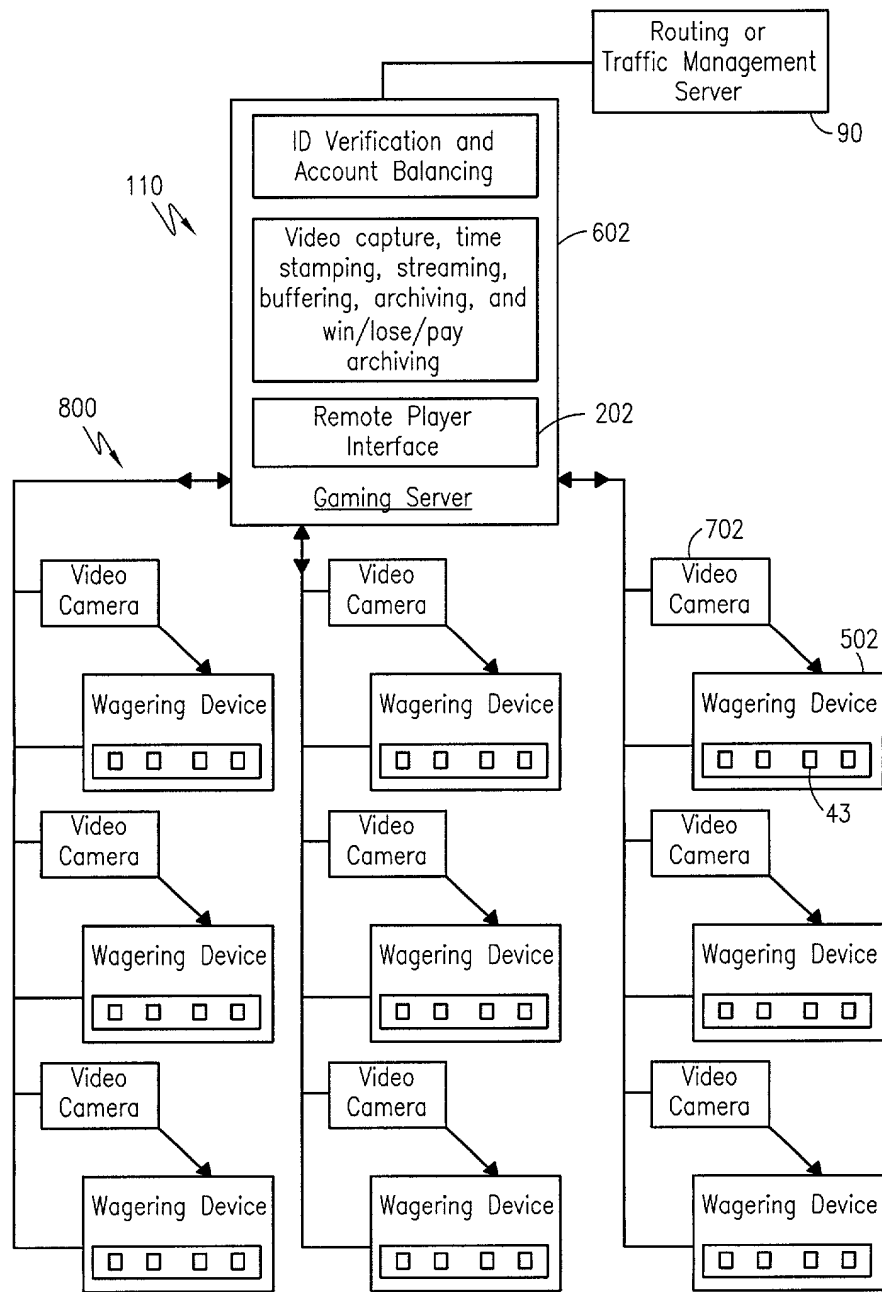 Routing or
Traffic Management
Server
90
ID Verification and
Account Balancing
110
Video capture, time
stamping, streaming,
buffering, archiving, and
win/lose/pay
archiving
602
800
Remote Player
Interface
202
Gaming Server
Video
Camera
Video
Camera
702
Video
Camera
502
Wagering Device
Wagering Device
Wagering Device
43
Video
Camera
Video
Camera
Video
Camera
Wagering Device
Wagering Device
Wagering Device
Video
Camera
Video
Camera
Video
Camera
Wagering Device
Wagering Device
Wagering Device